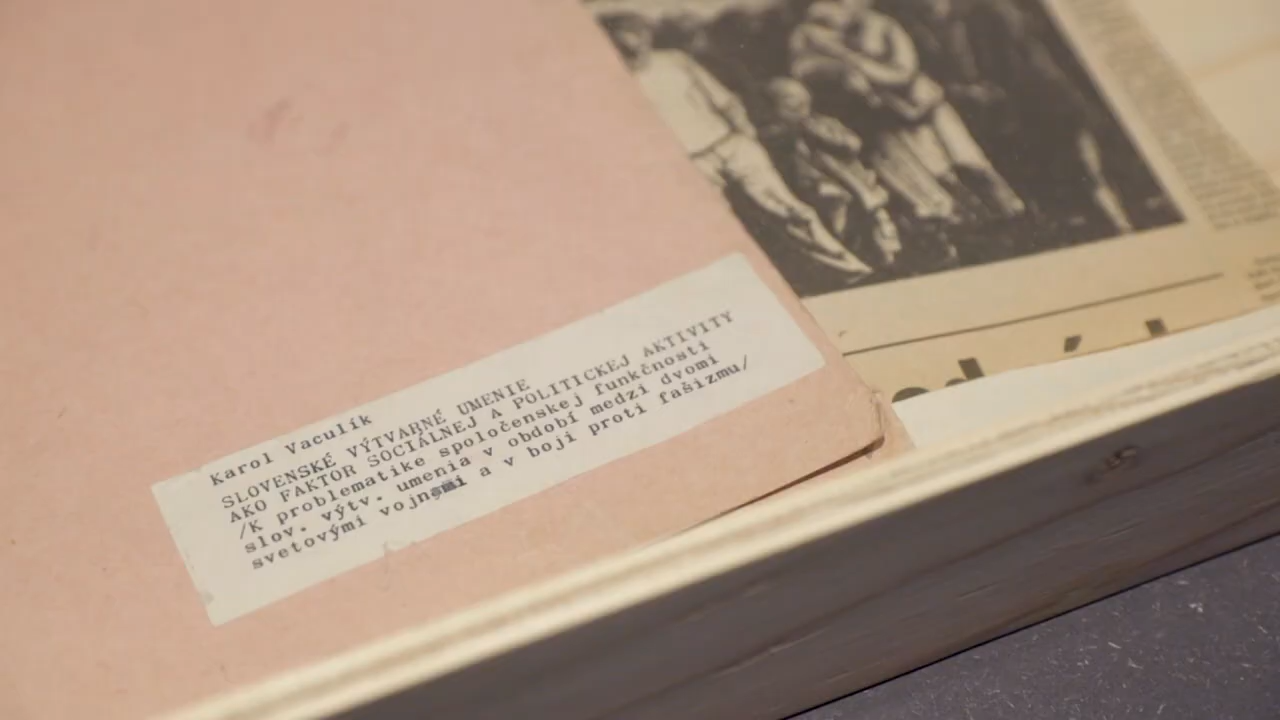 Karol Vaculík
SLOVENSKÉ VÝTVARNÉ UMENIE
AKO FAKTOR SOCIÁLNEJ A POLITICKEJ AKTIVITY
/K problematike spoločenskej funkčnosti
slov. výtv. umenia v období medzi dvomi
svetovými vojnami a v boji proti fašizmu/